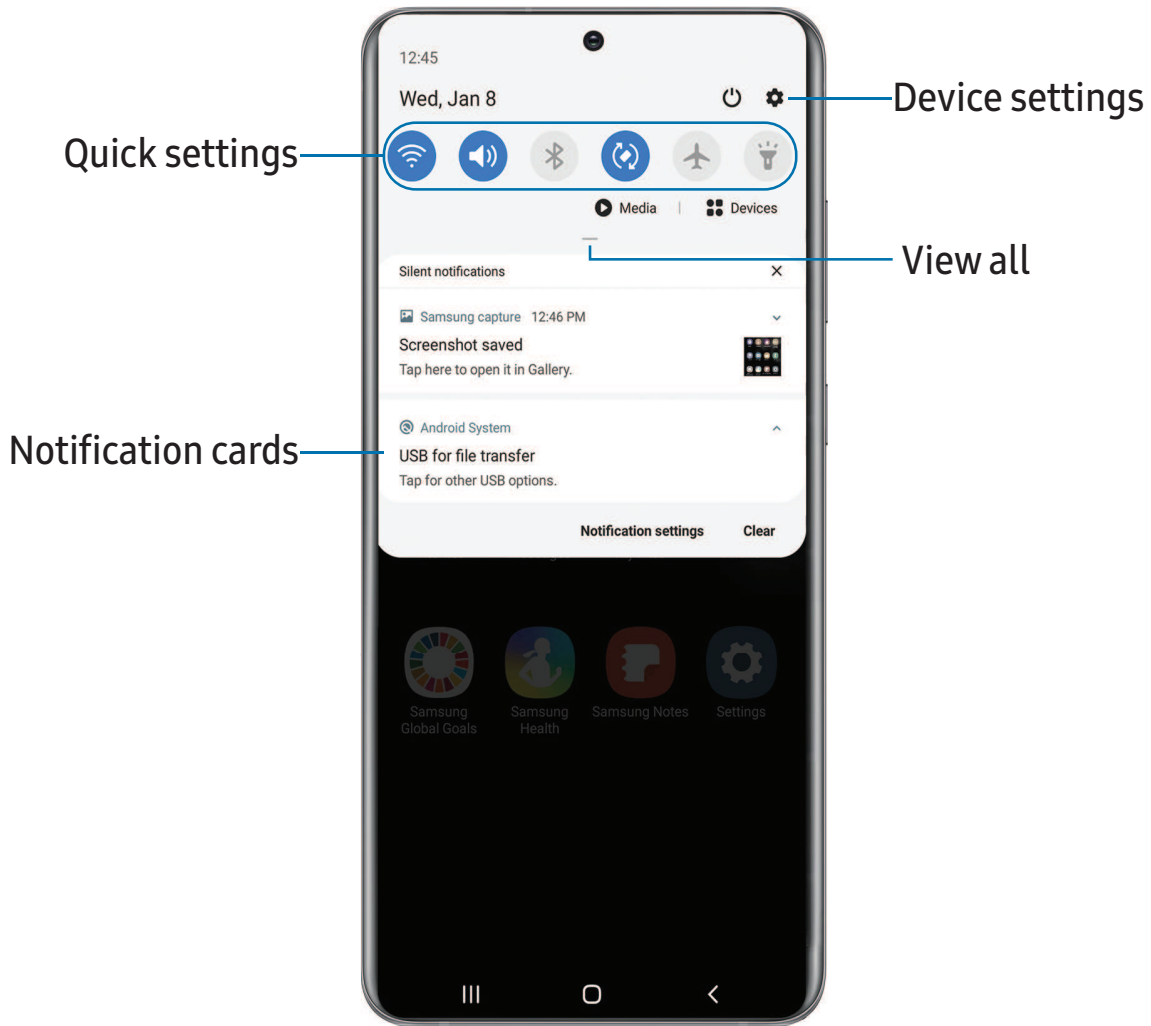 12:45
Wed, Jan 8
Device settings
Quick settings
Media | Devices
View all
Silent notifications
Samsung capture 12:46 PM
Screenshot saved
Tap here to open it in Gallery.
Android System
Notification cards
USB for file transfer
Tap for other USB options.
Notification settings Clear
Samsung
Global Goals
Samsung
Health
Samsung Notes
Settings